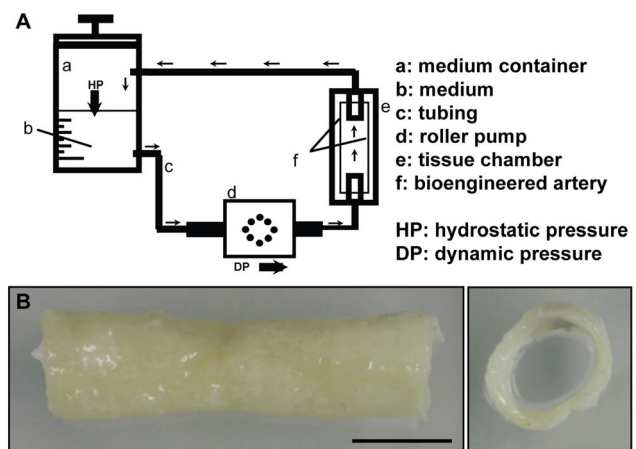 A
a
HP
b
c
d
DP
e
f
a: medium container
b: medium
c: tubing
d: roller pump
e: tissue chamber
f: bioengineered artery
HP: hydrostatic pressure
DP: dynamic pressure
B